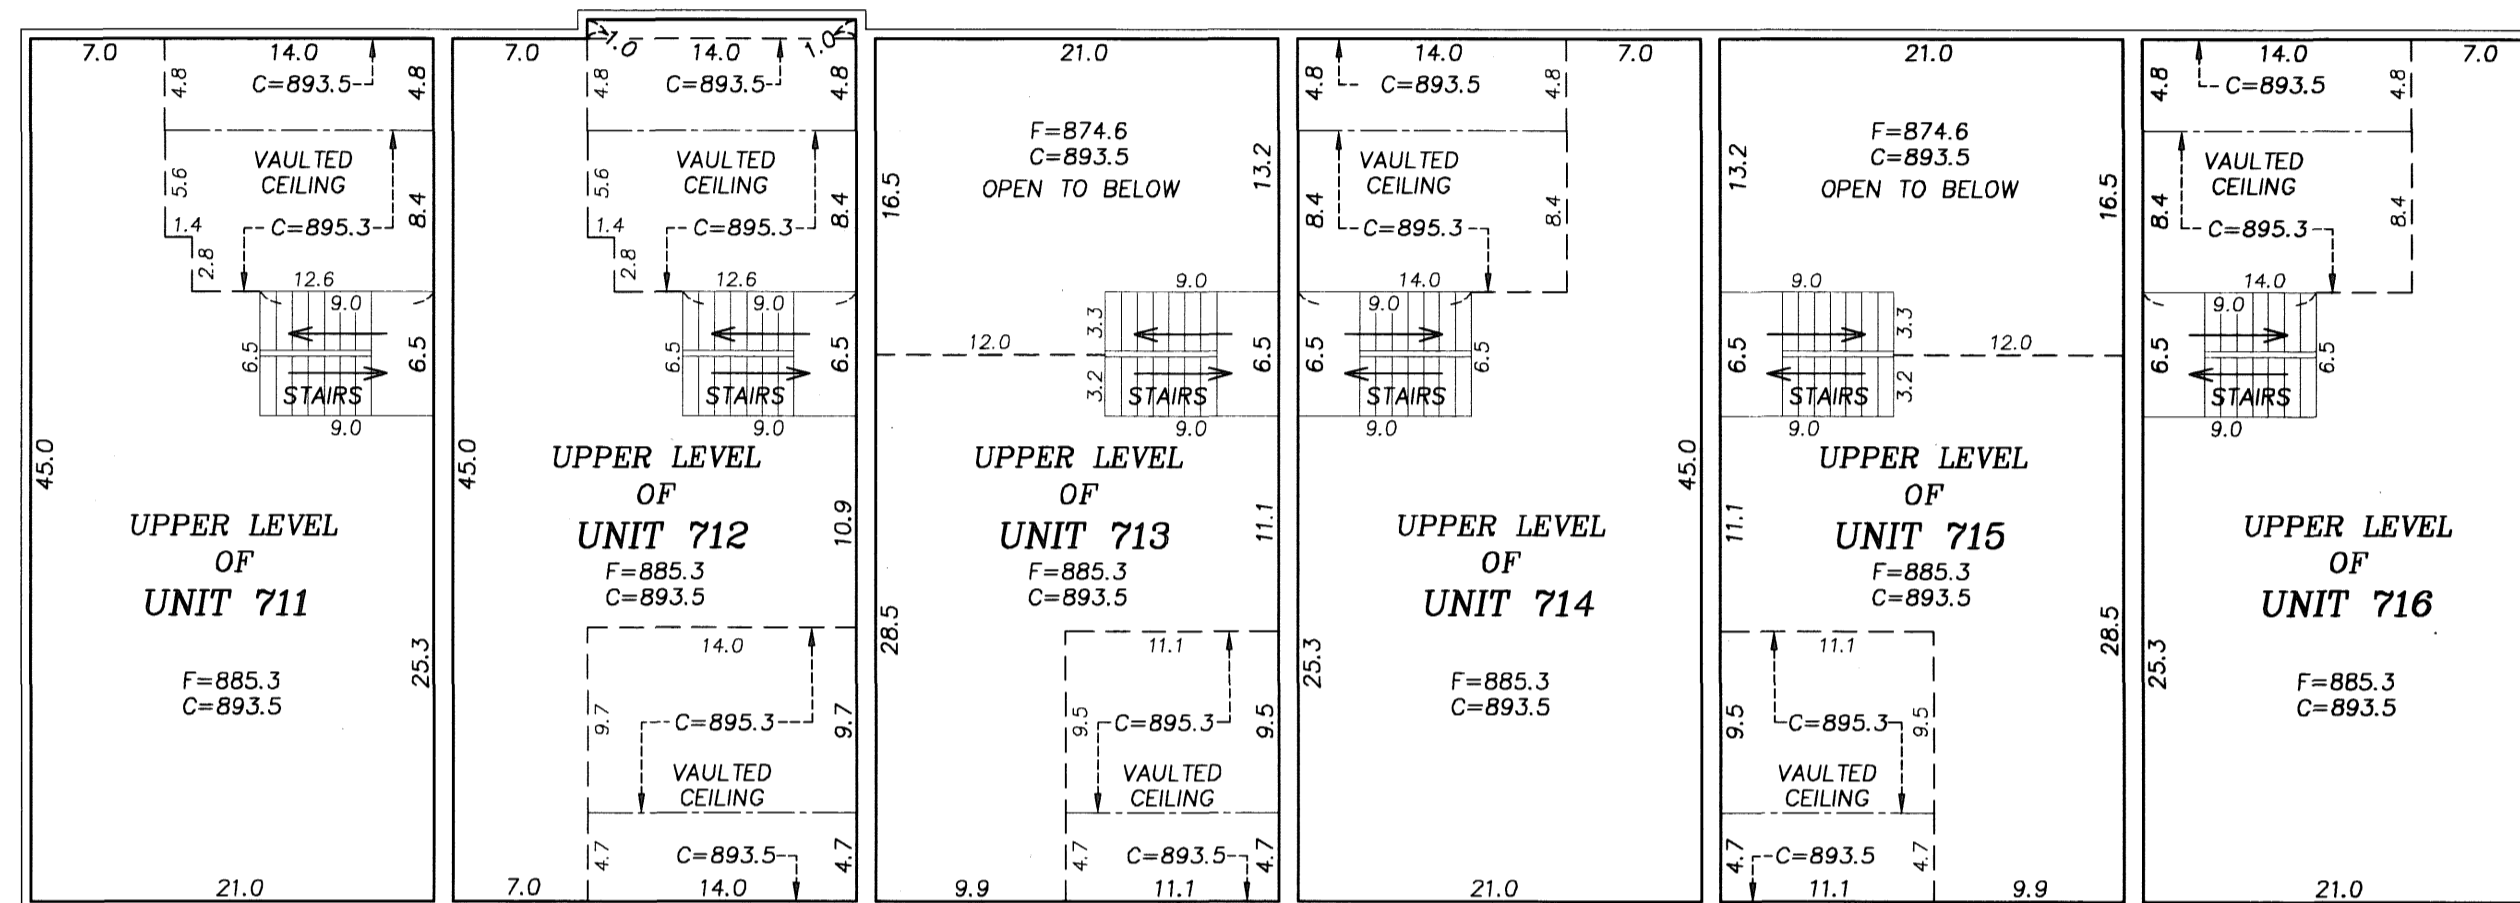 7.0
14.0
C=893.5
4.8
4.8
VAULTED
CEILING
5.6
8.4
1.4
C=895.3
2.8
12.6
9.0
6.5
6.5
STAIRS
9.0
45.0
UPPER LEVEL
OF
UNIT 711
25.3
F=885.3
C=893.5
21.0
7.0
1.0
14.0
1.0
C=893.5
4.8
4.8
VAULTED
CEILING
5.6
8.4
1.4
C=895.3
2.8
12.6
9.0
6.5
6.5
STAIRS
9.0
45.0
UPPER LEVEL
OF
UNIT 712
10.9
F=885.3
C=893.5
14.0
9.7
C=895.3
9.7
VAULTED
CEILING
4.7
C=893.5
4.7
7.0
14.0
21.0
F=874.6
C=893.5
OPEN TO BELOW
16.5
13.2
9.0
12.0
3.3
3.2
6.5
STAIRS
9.0
UPPER LEVEL
OF
UNIT 713
11.1
F=885.3
C=893.5
28.5
11.1
9.5
C=895.3
9.5
VAULTED
CEILING
4.7
C=893.5
4.7
9.9
11.1
14.0
7.0
4.8
C=893.5
4.8
VAULTED
CEILING
8.4
8.4
C=895.3
14.0
9.0
6.5
6.5
STAIRS
9.0
45.0
UPPER LEVEL
OF
UNIT 714
25.3
F=885.3
C=893.5
21.0
21.0
F=874.6
C=893.5
OPEN TO BELOW
13.2
16.5
9.0
6.5
3.3
3.2
12.0
STAIRS
9.0
UPPER LEVEL
OF
UNIT 715
11.1
F=885.3
C=893.5
28.5
11.1
9.5
C=895.3
9.5
VAULTED
CEILING
4.7
C=893.5
4.7
11.1
9.9
14.0
7.0
4.8
C=893.5
4.8
VAULTED
CEILING
8.4
8.4
C=895.3
14.0
9.0
6.5
6.5
STAIRS
9.0
UPPER LEVEL
OF
UNIT 716
25.3
F=885.3
C=893.5
21.0